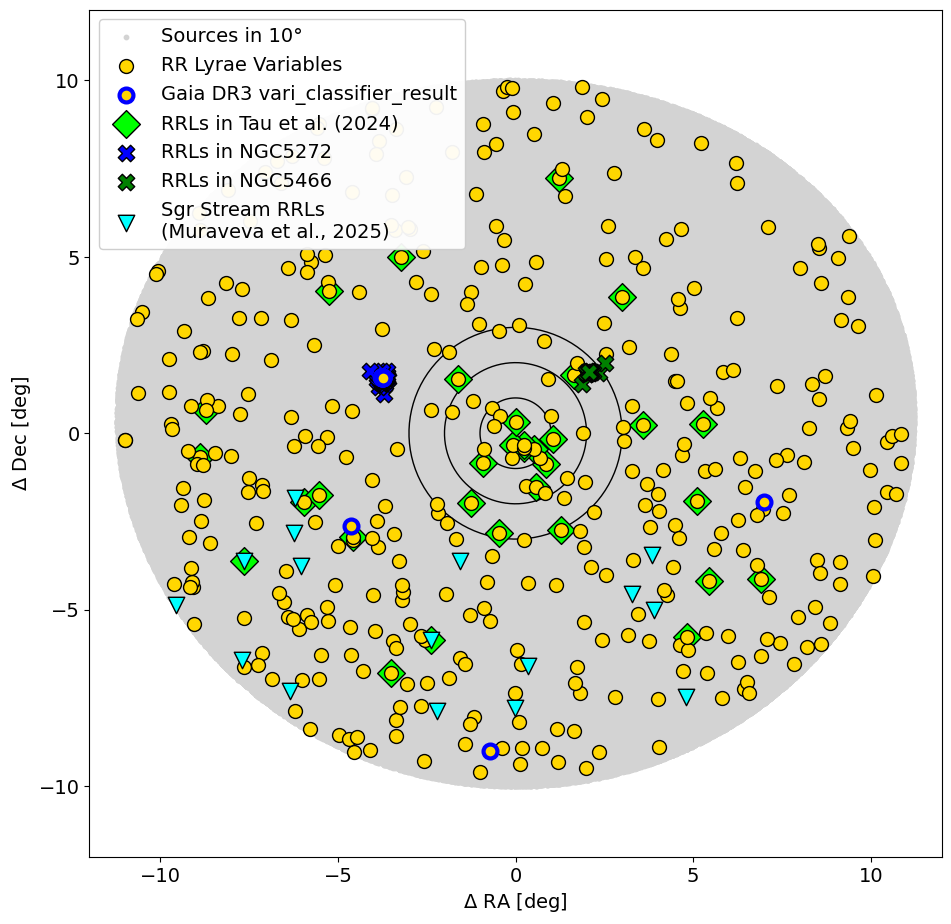 Sources in 10°
RR Lyrae Variables
Gaia DR3 vari_classifier_result
RRLs in Tau et al. (2024)
RRLs in NGC5272
RRLs in NGC5466
Sgr Stream RRLs
(Muraveva et al., 2025)
10
5
0
−5
−10
Δ Dec [deg]
−10 −5 0 5 10
Δ RA [deg]